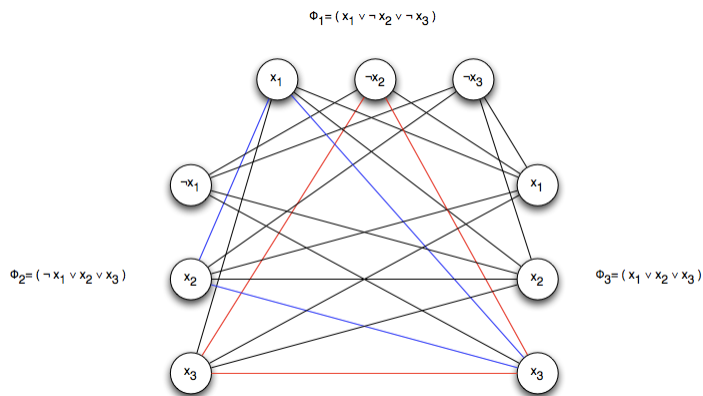 Φ₁= ( x₁ ∨ ¬ x₂ ∨ ¬ x₃ )
x₁
¬x₂
¬x₃
¬x₁
x₁
Φ₂= ( ¬ x₁ ∨ x₂ ∨ x₃ )
x₂
x₂
Φ₃= ( x₁ ∨ x₂ ∨ x₃ )
x₃
x₃